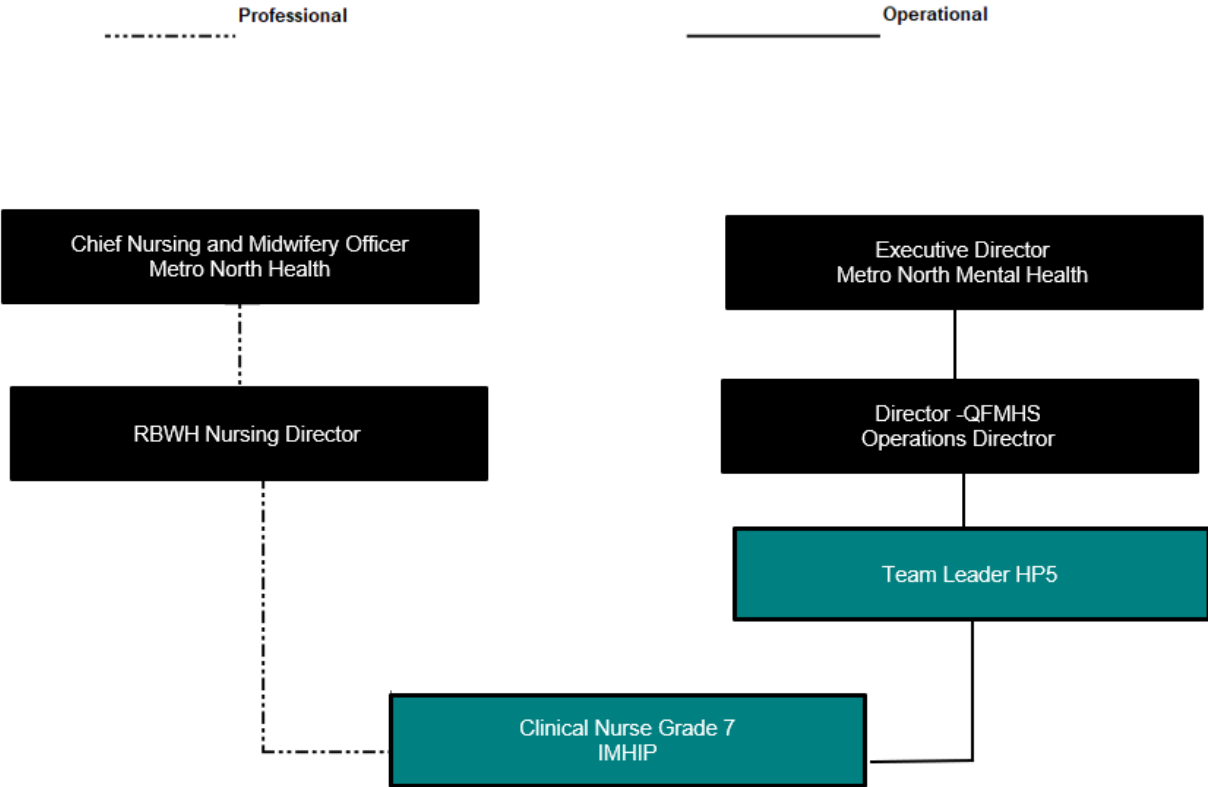 Professional
Operational
Chief Nursing and Midwifery Officer
Metro North Health
Executive Director
Metro North Mental Health
RBWH Nursing Director
Director -QFMHS
Operations Directror
Team Leader HP5
Clinical Nurse Grade 7
IMHIP